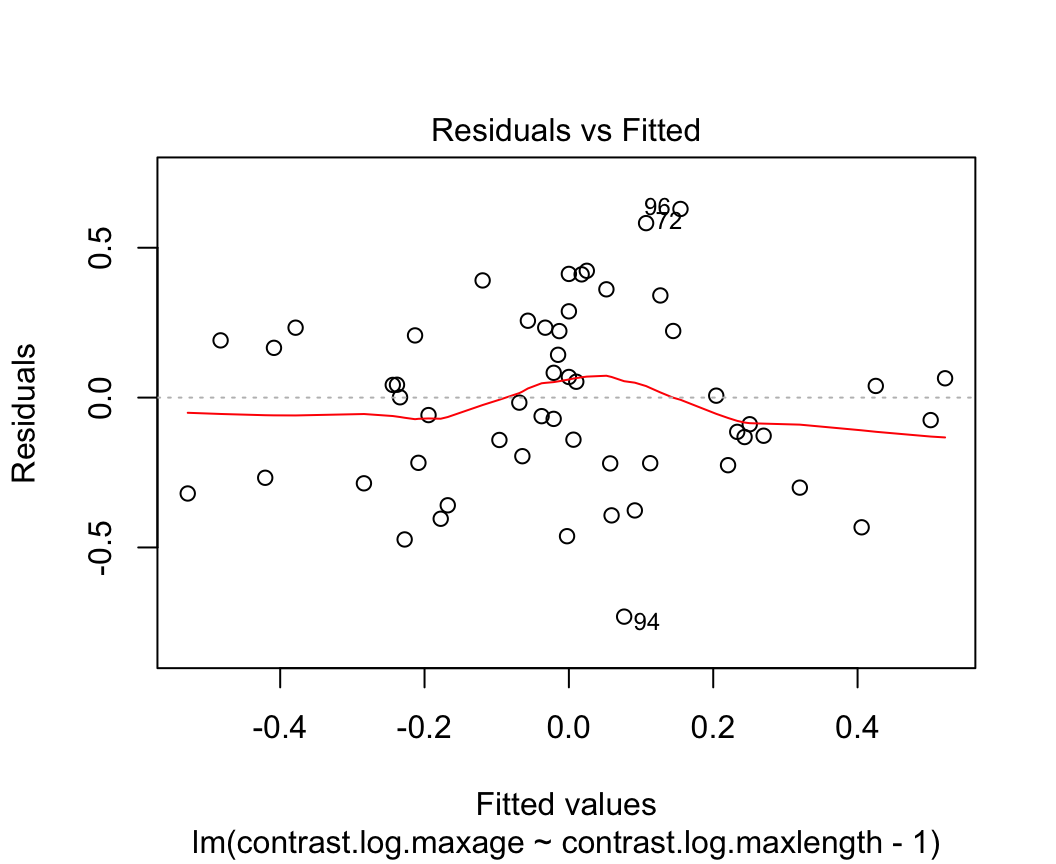 Residuals vs Fitted
Residuals
0.5
0.0
-0.5
96
72
94
-0.4 -0.2 0.0 0.2 0.4
Fitted values
lm(contrast.log.maxage ~ contrast.log.maxlength - 1)